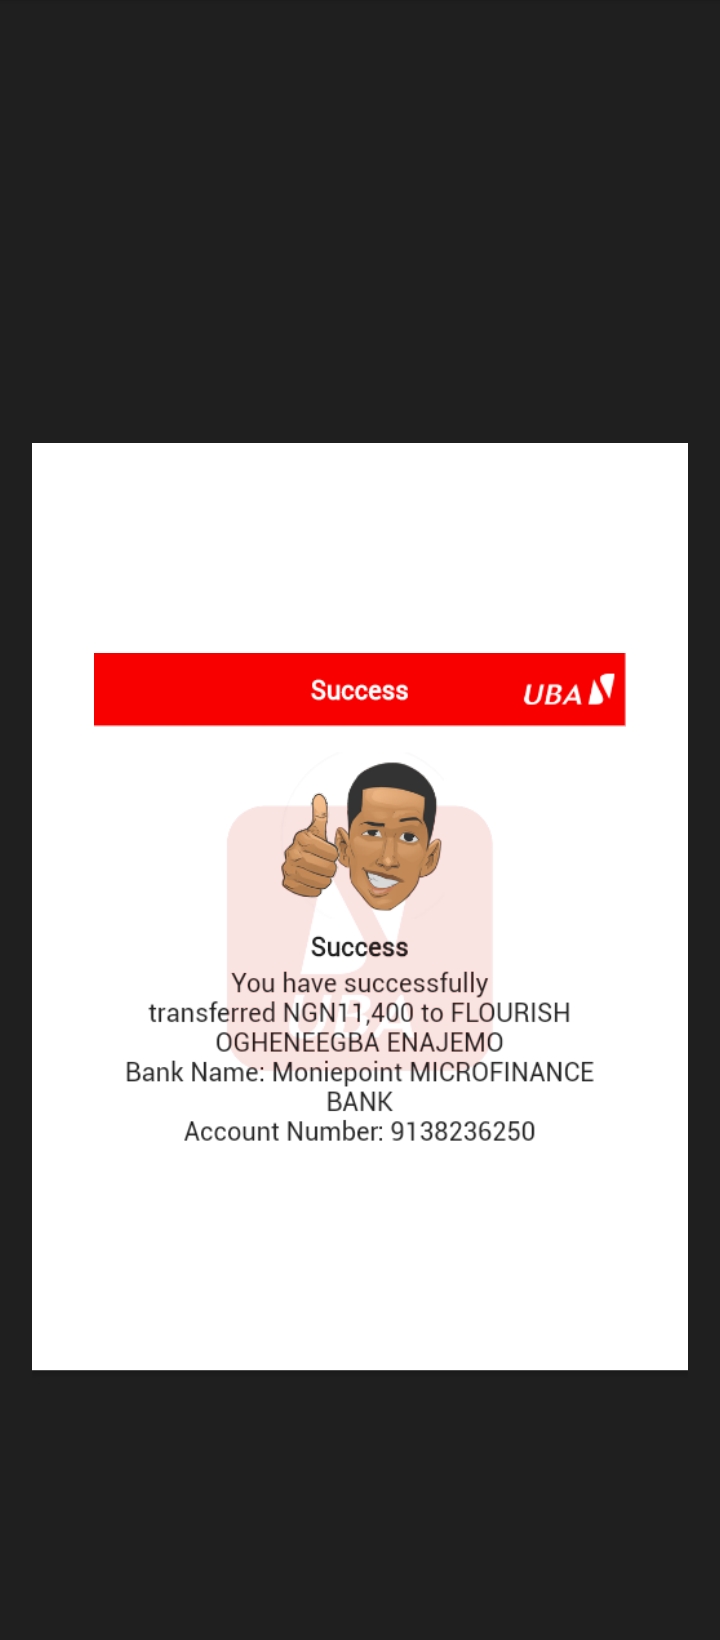 Success
UBA
Success
You have successfully
transferred NGN11,400 to FLOURISH
OGHENEEGBA ENAJEMO
Bank Name: Moniepoint MICROFINANCE
BANK
Account Number: 9138236250
UBA